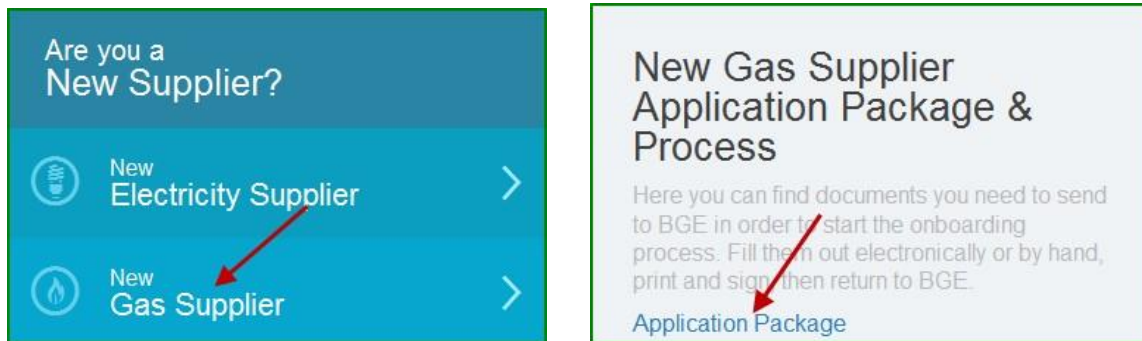 Are you a
New Supplier?
New
Electricity Supplier
New
Gas Supplier
New Gas Supplier
Application Package &
Process
Here you can find documents you need to send
to BGE in order to start the onboarding
process. Fill them out electronically or by hand,
print and sign, then return to BGE.
Application Package